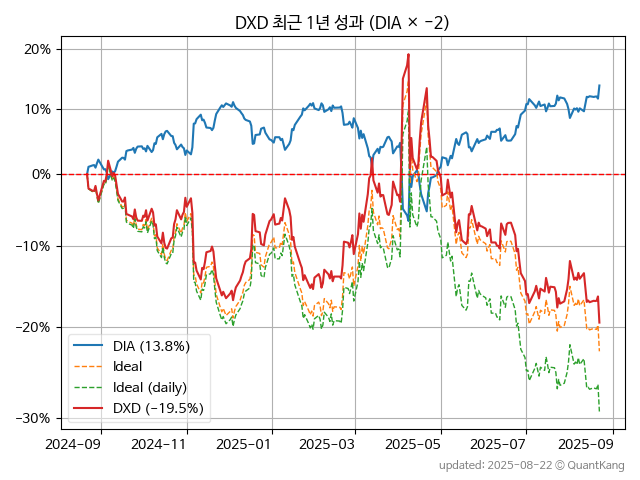 DXD 최근 1년 성과 (DIA × −2)
20%
10%
0%
−10%
−20%
−30%
DIA (13.8%)
Ideal
Ideal (daily)
DXD (−19.5%)
2024-09
2024-11
2025-01
2025-03
2025-05
2025-07
2025-09
updated: 2025-08-22 © QuantKang